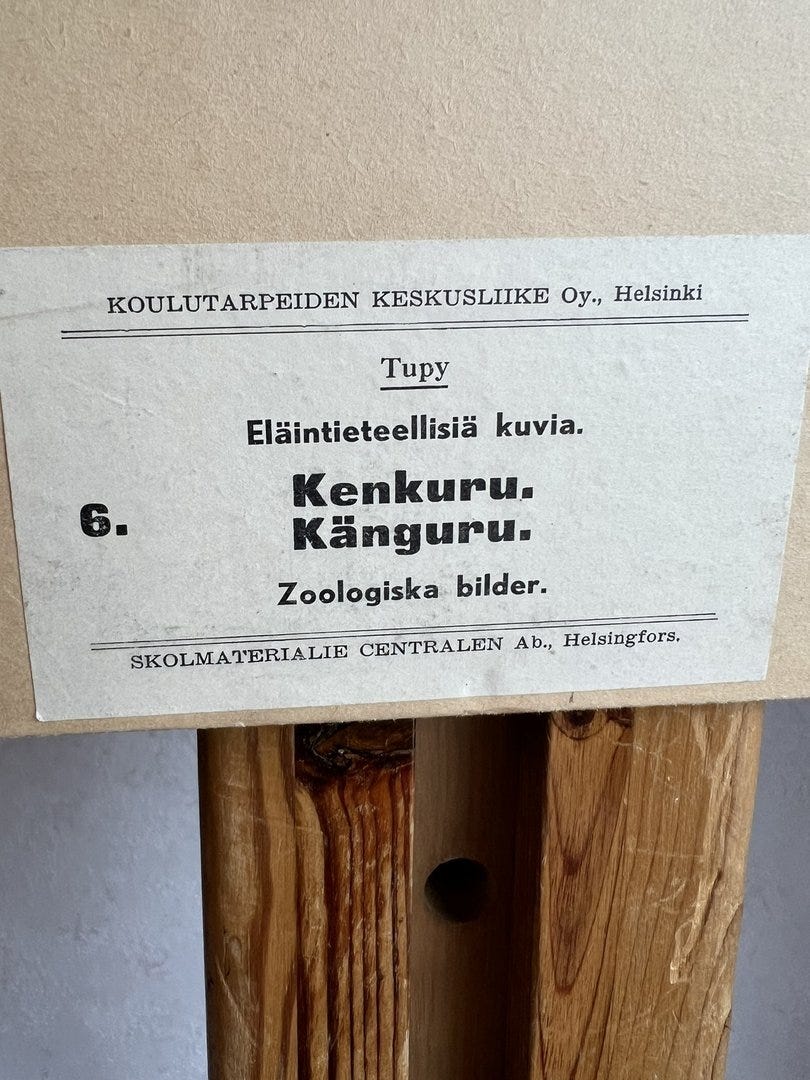 KOULUTARPEIDEN KESKUSLIIKE Oy., Helsinki
Tupy
Eläintieteellisiä kuvia.
6.
Kenkuru.
Känguru.
Zoologiska bilder.
SKOLMATERIALIE CENTRALEN Ab., Helsingfors.